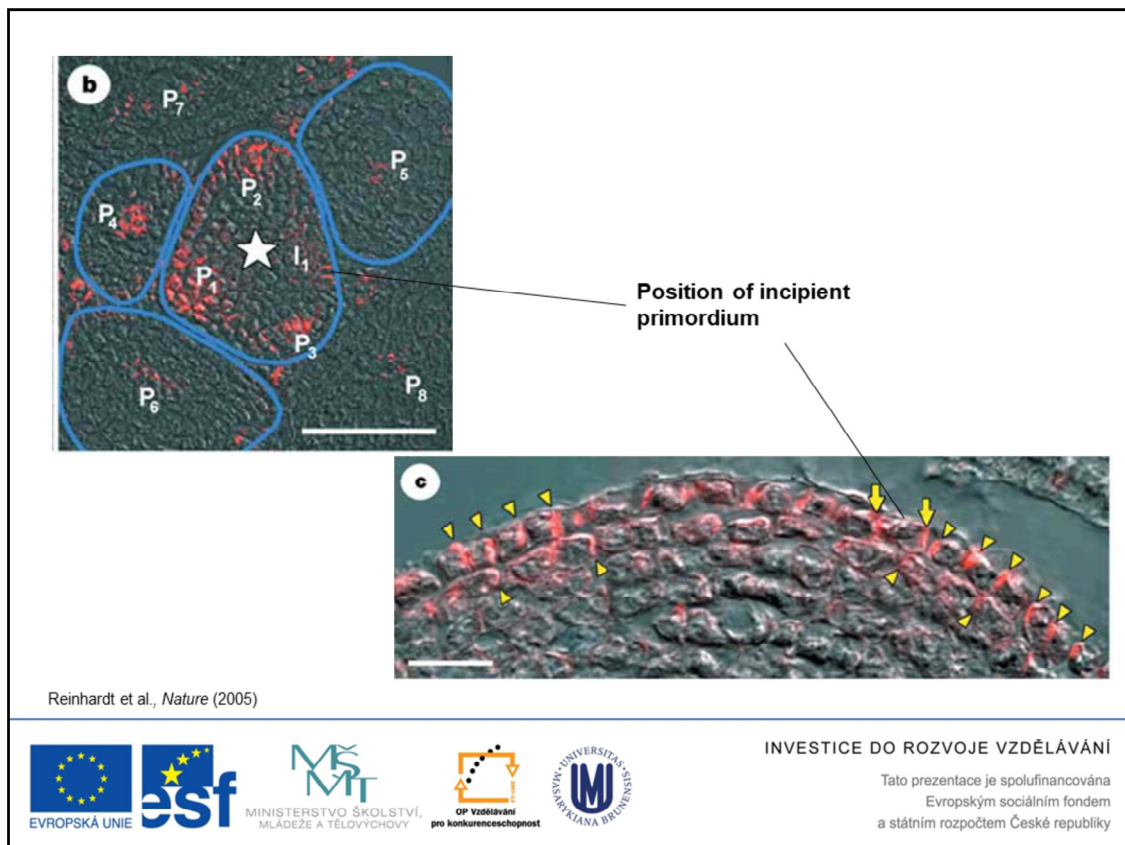 b
P7
P5
P2
P4
I1
P1
P3
P6
P8
Position of incipient
primordium
c
Reinhardt et al., Nature (2005)
EVROPSKÁ UNIE
esf
MŠ
MT
MINISTERSTVO ŠKOLSTVÍ,
MLÁDEŽE A TĚLOVÝCHOVY
OP Vzdělávání
pro konkurenceschopnost
UNIVERSITAS
MASARYKIANA BRUNENSIS
INVESTICE DO ROZVOJE VZDĚLÁVÁNÍ
Tato prezentace je spolufinancována
Evropským sociálním fondem
a státním rozpočtem České republiky